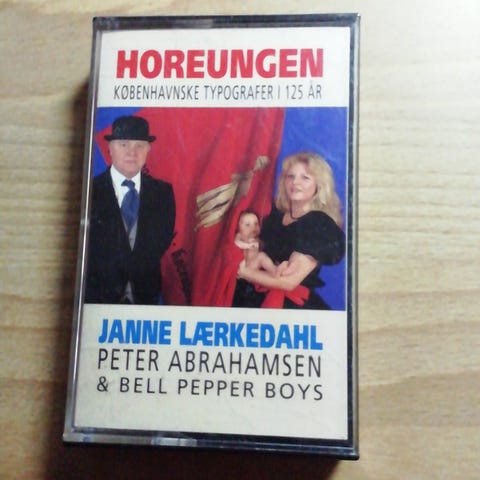 HOREUNGEN
KØBENHAVNSKE TYPOGRAFER I 125 ÅR
JANNE LÆRKEDAHL
PETER ABRAHAMSEN
& BELL PEPPER BOYS